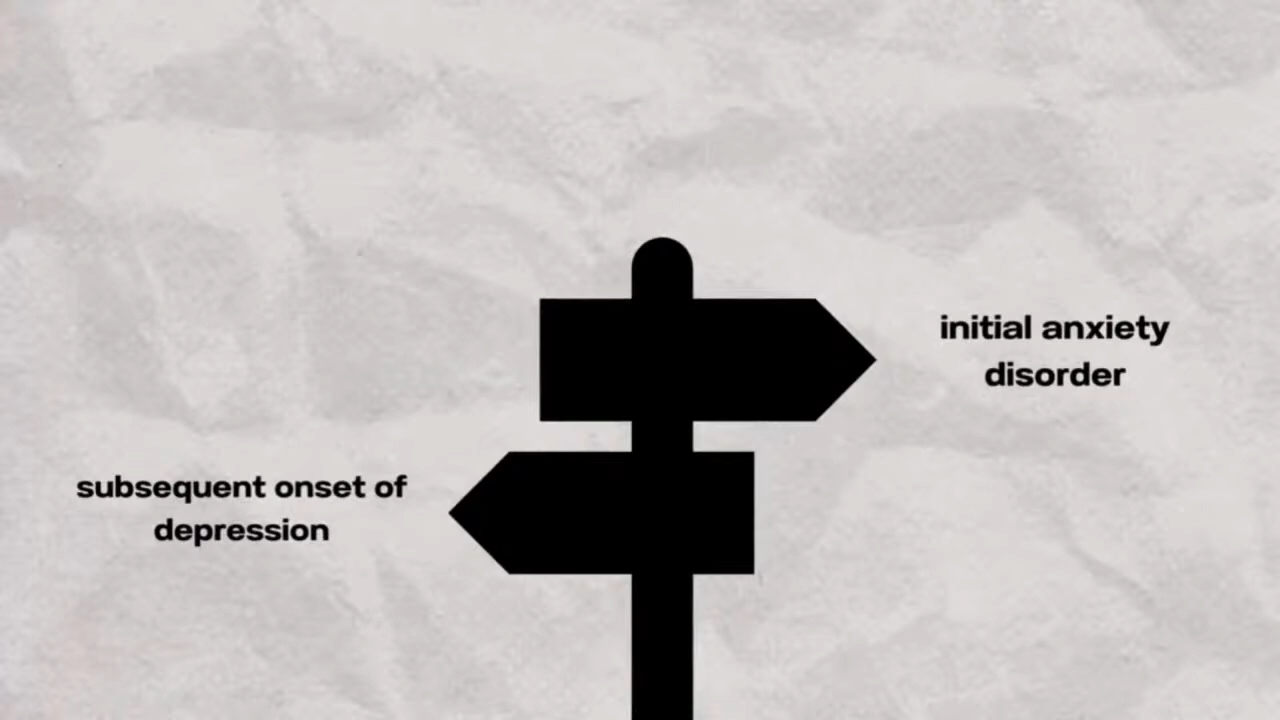 initial anxiety
disorder
subsequent onset of
depression